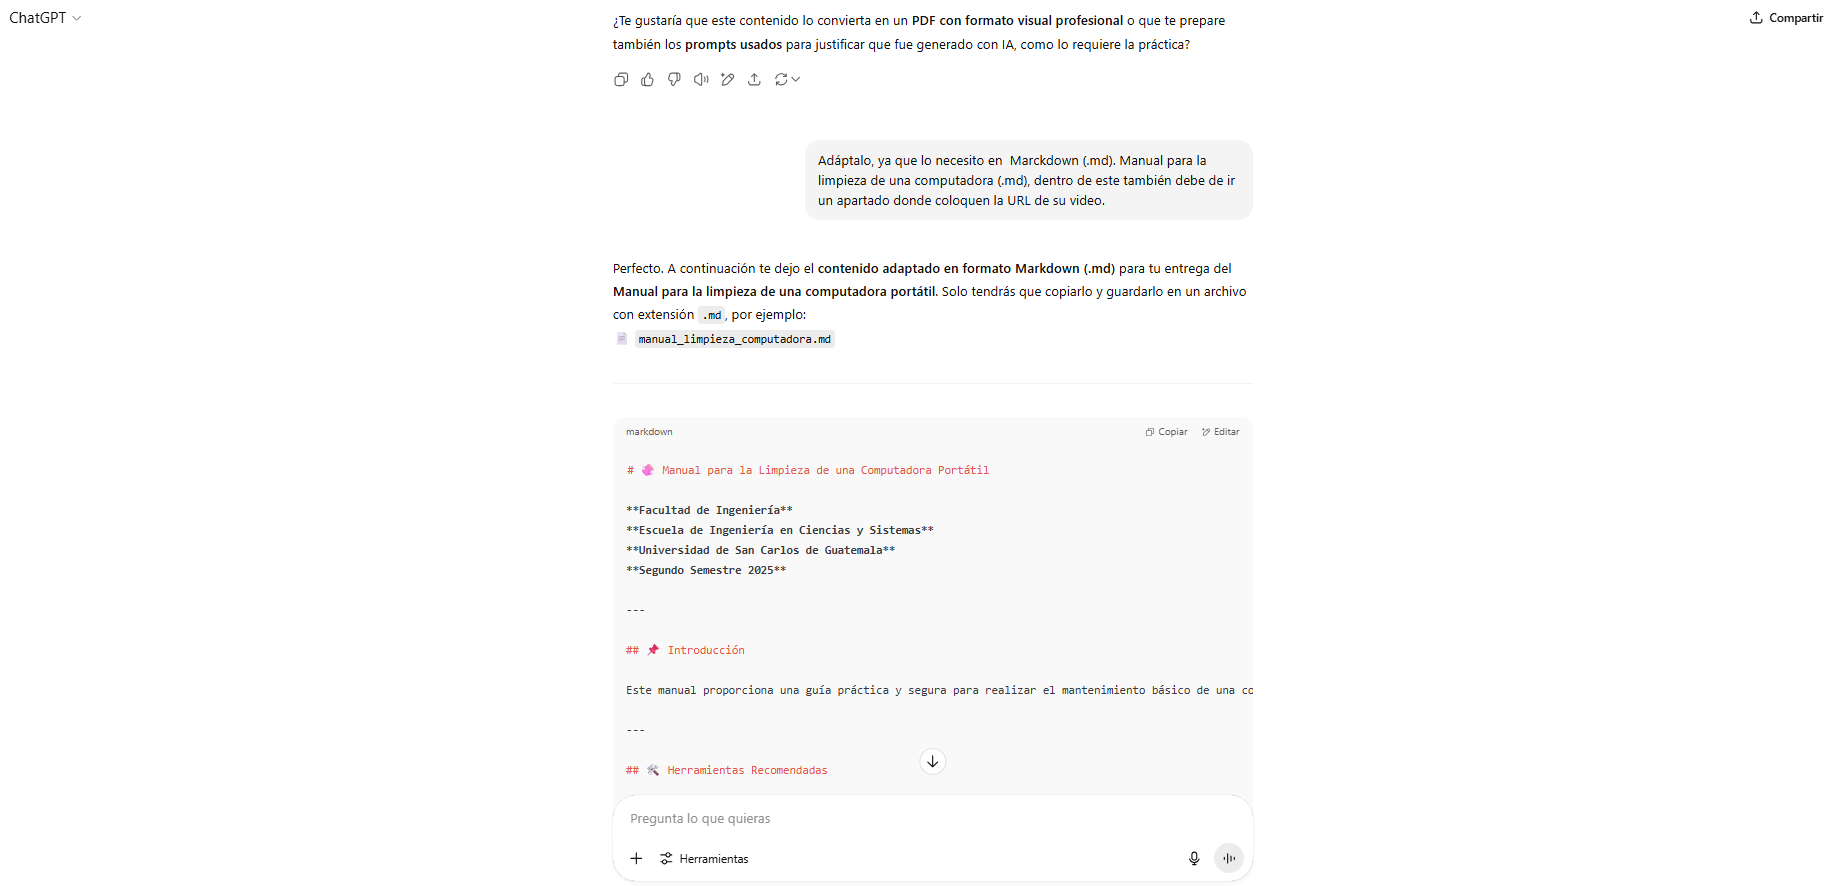 ChatGPT
Compartir
¿Te gustaría que este contenido lo convierta en un PDF con formato visual profesional o que te prepare
también los prompts usados para justificar que fue generado con IA, como lo requiere la práctica?
Adáptalo, ya que lo necesito en  Marckdown (.md). Manual para la
limpieza de una computadora (.md), dentro de este también debe de ir
un apartado donde coloquen la URL de su video.
Perfecto. A continuación te dejo el contenido adaptado en formato Markdown (.md) para tu entrega del
Manual para la limpieza de una computadora portátil. Solo tendrás que copiarlo y guardarlo en un archivo
con extensión .md, por ejemplo:
manual_limpieza_computadora.md
markdown
Copiar
Editar
# Manual para la Limpieza de una Computadora Portátil
**Facultad de Ingeniería**
**Escuela de Ingeniería en Ciencias y Sistemas**
**Universidad de San Carlos de Guatemala**
**Segundo Semestre 2025**
---
## 📌 Introducción
Este manual proporciona una guía práctica y segura para realizar el mantenimiento básico de una co
---
## 🛠 Herramientas Recomendadas
Pregunta lo que quieras
Herramientas